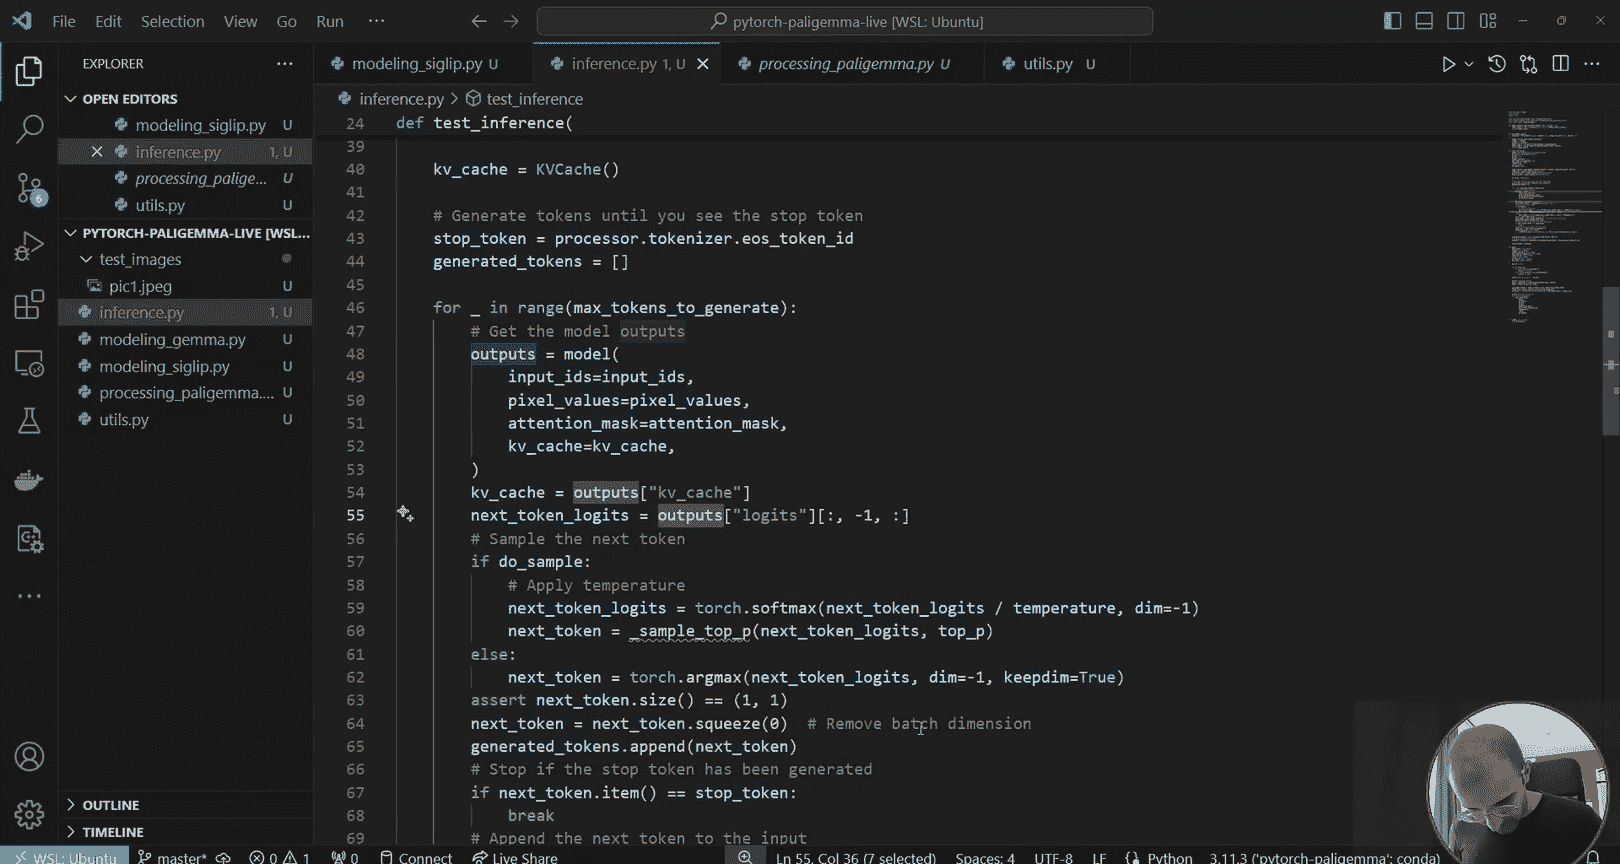 File Edit Selection View Go Run ···
pytorch-paligemma-live [WSL: Ubuntu]
EXPLORER ···
OPEN EDITORS
modeling_siglip.py U
inference.py 1, U
processing_palige... U
utils.py U
PYTORCH-PALIGEMMA-LIVE [WSL...
test_images
pic1.jpeg U
inference.py 1, U
modeling_gemma.py U
modeling_siglip.py U
processing_paligemma.... U
utils.py U
OUTLINE
TIMELINE
6
modeling_siglip.py U inference.py 1, U processing_paligemma.py U utils.py U
inference.py > test_inference
24 def test_inference(
39
40 kv_cache = KVCache()
41
42 # Generate tokens until you see the stop token
43 stop_token = processor.tokenizer.eos_token_id
44 generated_tokens = []
45
46 for _ in range(max_tokens_to_generate):
47 # Get the model outputs
48 outputs = model(
49 input_ids=input_ids,
50 pixel_values=pixel_values,
51 attention_mask=attention_mask,
52 kv_cache=kv_cache,
53 )
54 kv_cache = outputs["kv_cache"]
55 next_token_logits = outputs["logits"][:, -1, :]
56 # Sample the next token
57 if do_sample:
58 # Apply temperature
59 next_token_logits = torch.softmax(next_token_logits / temperature, dim=-1)
60 next_token = _sample_top_p(next_token_logits, top_p)
61 else:
62 next_token = torch.argmax(next_token_logits, dim=-1, keepdim=True)
63 assert next_token.size() == (1, 1)
64 next_token = next_token.squeeze(0) # Remove batch dimension
65 generated_tokens.append(next_token)
66 # Stop if the stop token has been generated
67 if next_token.item() == stop_token:
68 break
69 # Append the next token to the input
WSL: Ubuntu master* 0 1 0 Connect Live Share Ln 55, Col 36 (7 selected) Spaces: 4 UTF-8 LF Python 3.11.3 ('pytorch-paligemma': conda)